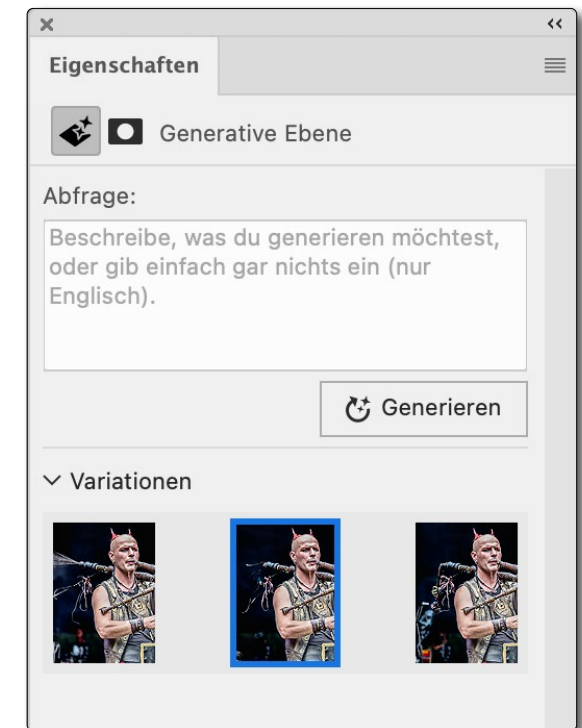 Eigenschaften
Generative Ebene
Abfrage:
Beschreibe, was du generieren möchtest,
oder gib einfach gar nichts ein (nur
Englisch).
Generieren
Variationen